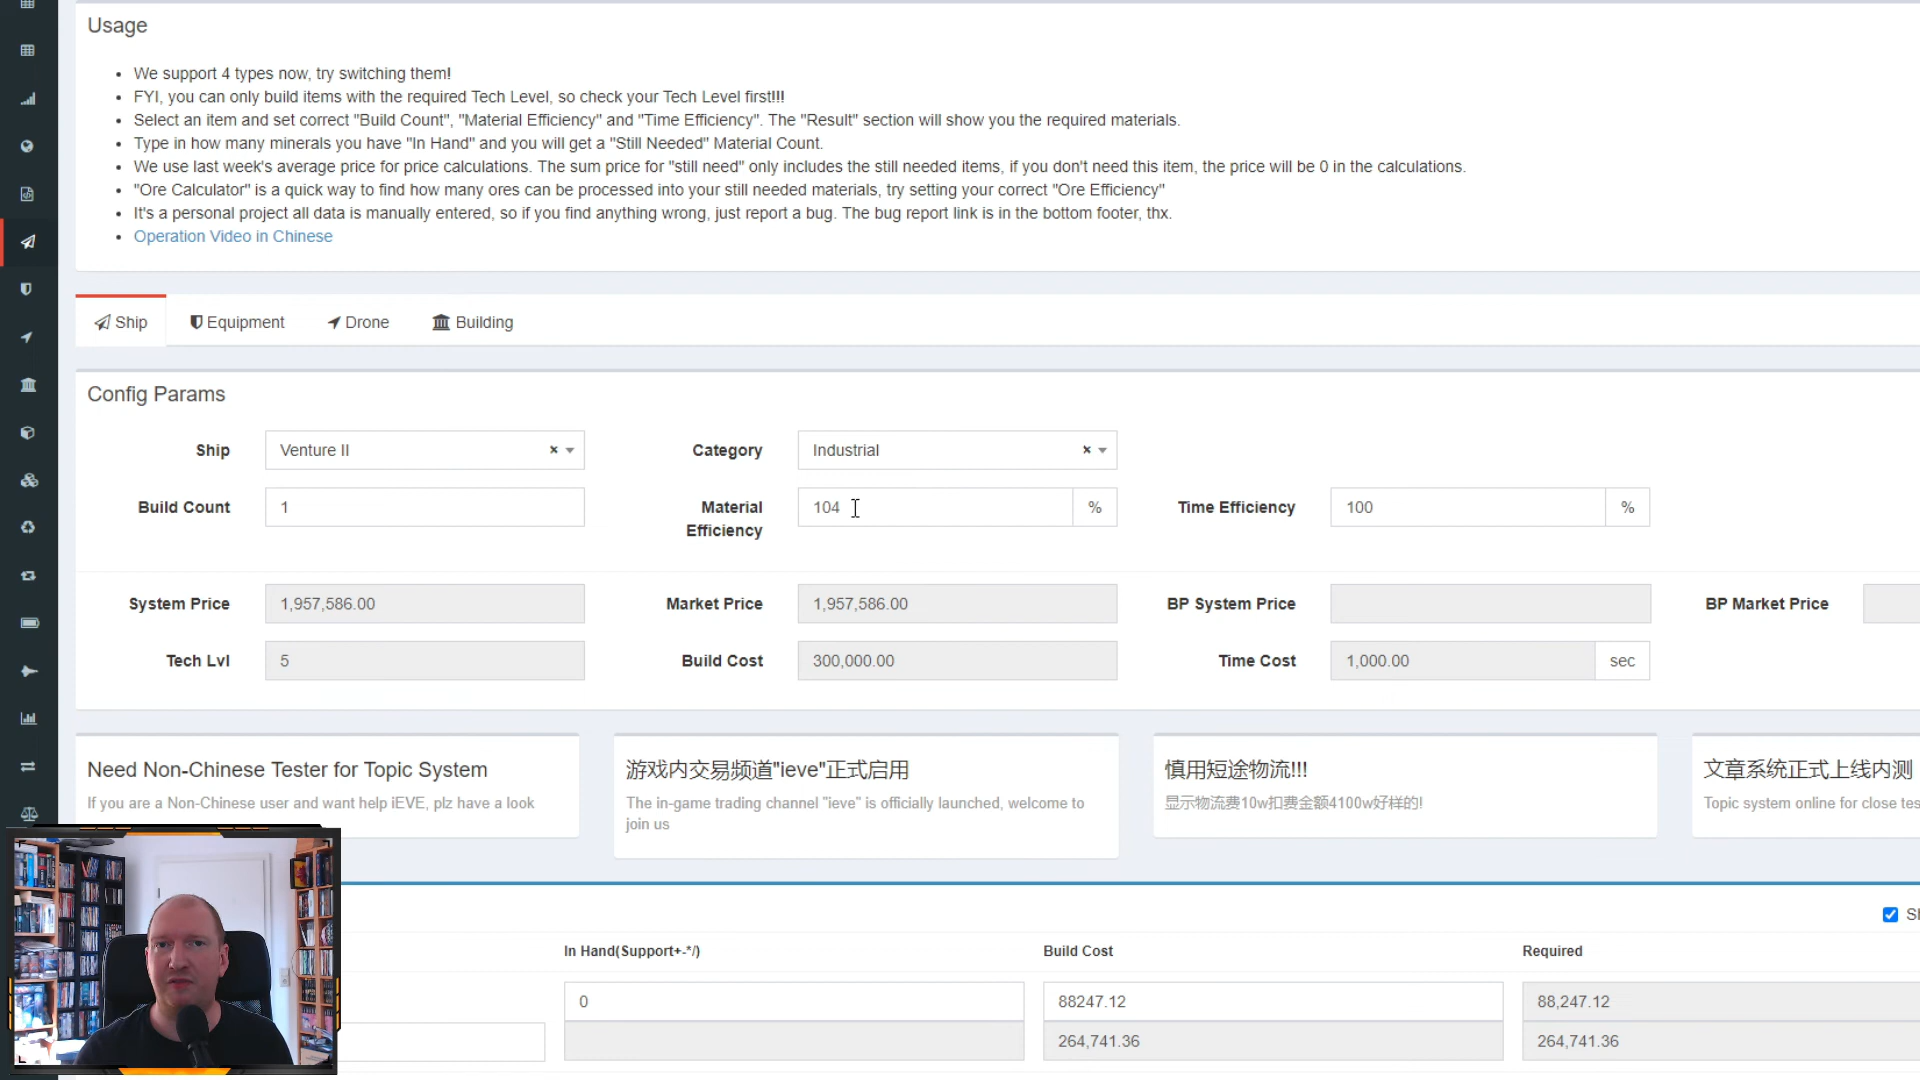 Usage
We support 4 types now, try switching them!
FYI, you can only build items with the required Tech Level, so check your Tech Level first!!!
Select an item and set correct "Build Count", "Material Efficiency" and "Time Efficiency". The "Result" section will show you the required materials.
Type in how many minerals you have "In Hand" and you will get a "Still Needed" Material Count.
We use last week's average price for price calculations. The sum price for "still need" only includes the still needed items, if you don't need this item, the price will be 0 in the calculations.
"Ore Calculator" is a quick way to find how many ores can be processed into your still needed materials, try setting your correct "Ore Efficiency"
It's a personal project all data is manually entered, so if you find anything wrong, just report a bug. The bug report link is in the bottom footer, thx.
Operation Video in Chinese
Ship Equipment Drone Building
Config Params
Ship Venture II × Category Industrial ×
Build Count 1 Material Efficiency 104 % Time Efficiency 100 %
System Price 1,957,586.00 Market Price 1,957,586.00 BP System Price BP Market Price
Tech Lvl 5 Build Cost 300,000.00 Time Cost 1,000.00 sec
Need Non-Chinese Tester for Topic System
If you are a Non-Chinese user and want help iEVE, plz have a look
游戏内交易频道"ieve"正式启用
The in-game trading channel "ieve" is officially launched, welcome to
join us
慎用短途物流!!!
显示物流费10w扣费金额4100w好样的!
文章系统正式上线内测
Topic system online for close tes
In Hand(Support+-*/) Build Cost Required
0 88247.12 88,247.12
264,741.36 264,741.36